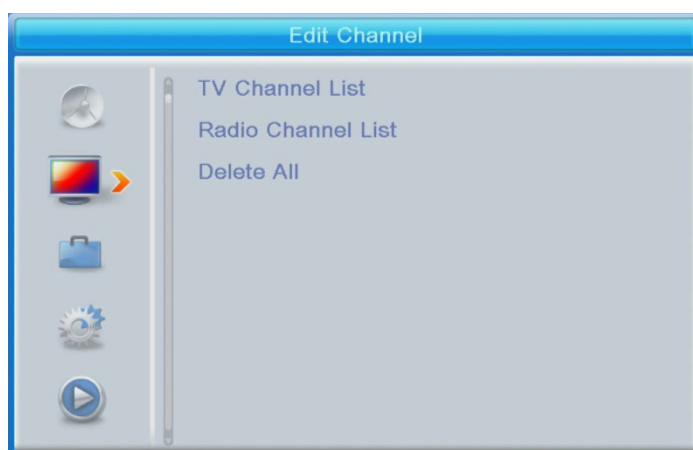 Edit Channel
TV Channel List
Radio Channel List
Delete All